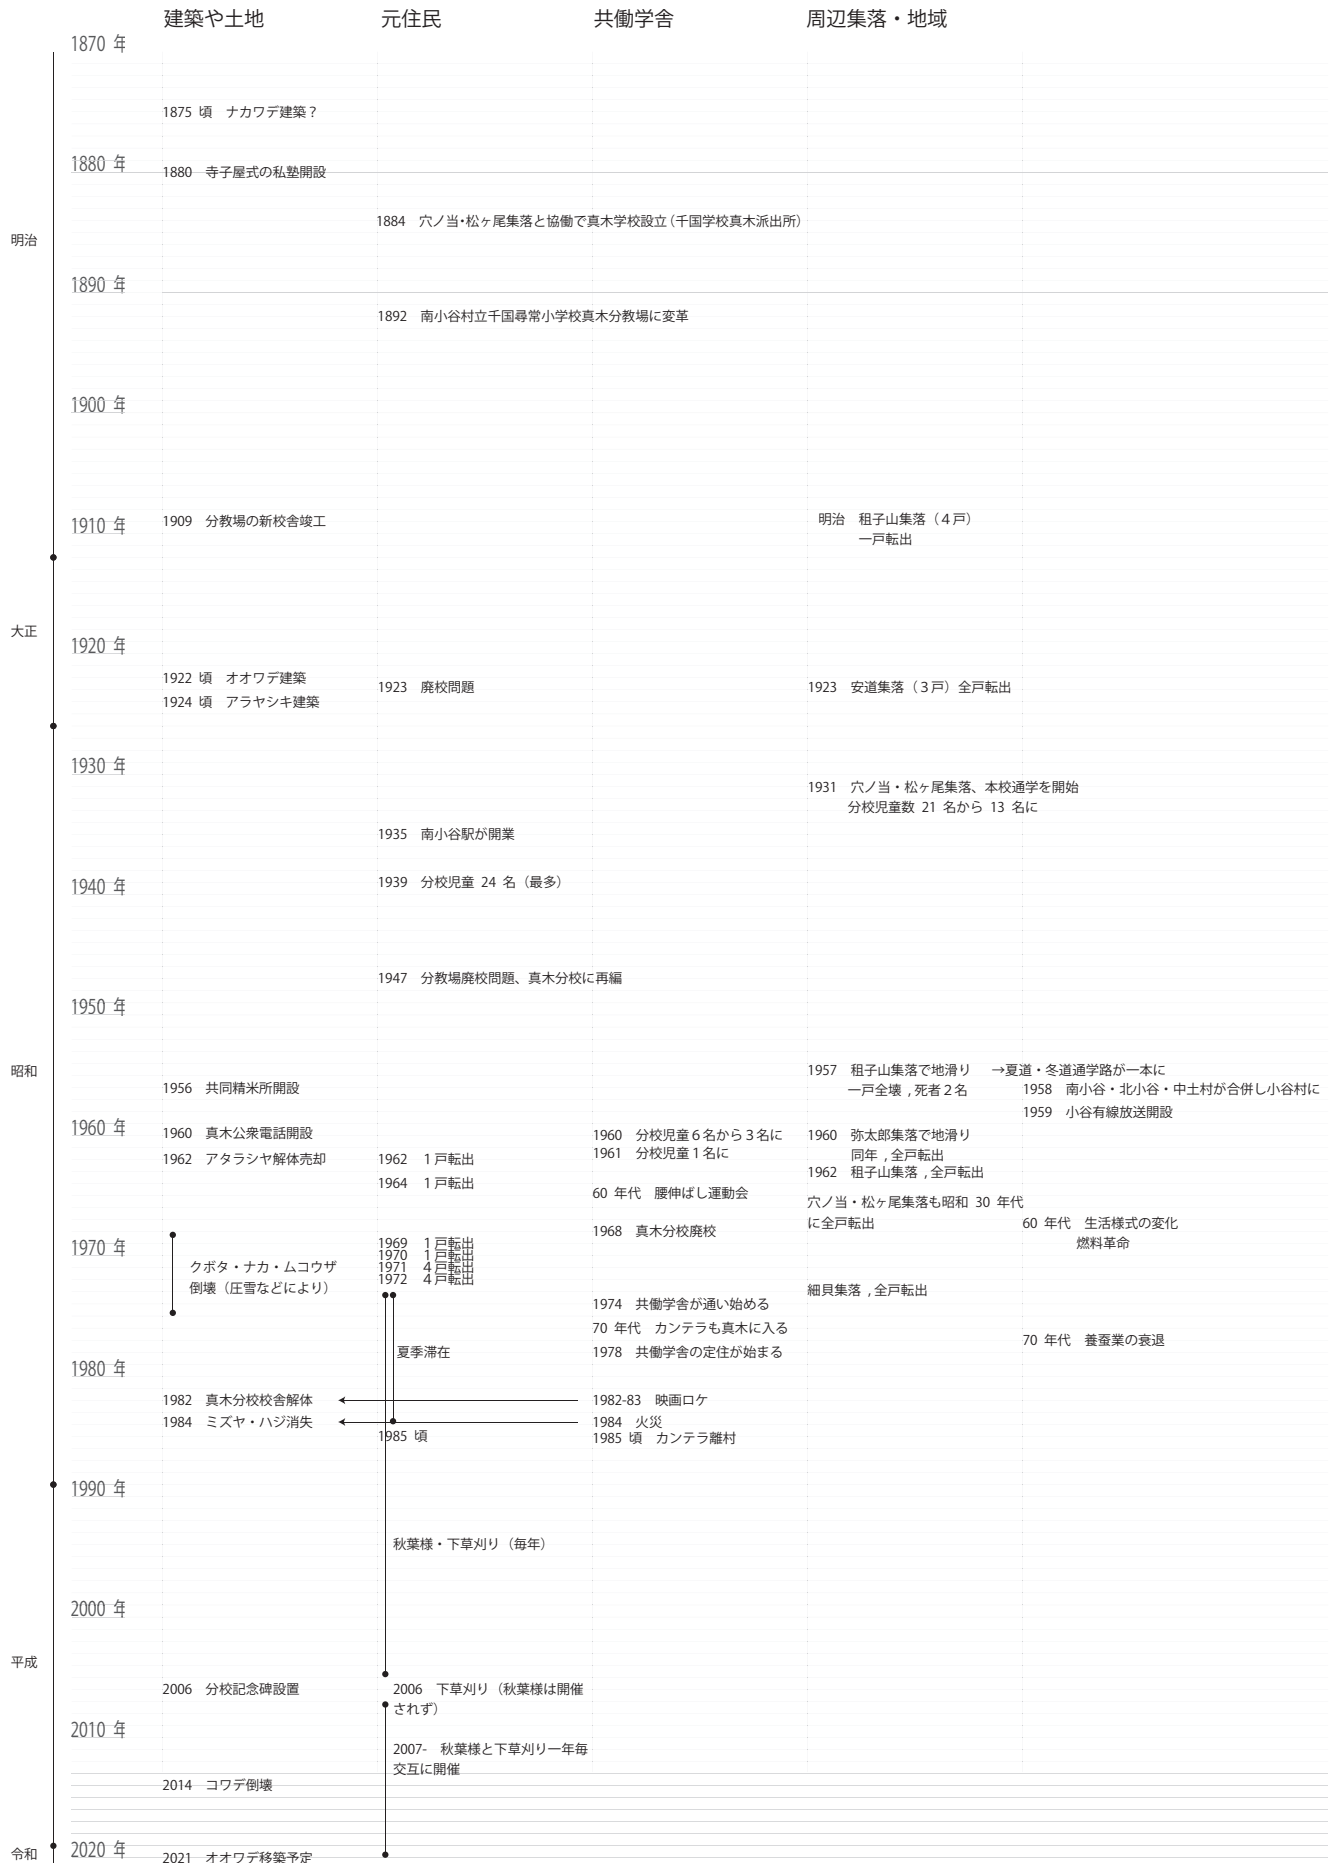 建築や土地
元住民
共働学舎
周辺集落・地域
1870 年
1875 頃　ナカワデ建築？
1880 年
1880　寺子屋式の私塾開設
1884　穴ノ当・松ヶ尾集落と協働で真木学校設立（千国学校真木派出所）
明治
1890 年
1892　南小谷村立千国尋常小学校真木分教場に変革
1900 年
1910 年
1909　分教場の新校舎竣工
明治　租子山集落（４戸）
一戸転出
大正
1920 年
1922 頃　オオワデ建築
1924 頃　アラヤシキ建築
1923　廃校問題
1923　安道集落（３戸）全戸転出
1930 年
1931　穴ノ当・松ヶ尾集落、本校通学を開始
分校児童数 21 名から 13 名に
1935　南小谷駅が開業
1940 年
1939　分校児童 24 名（最多）
1947　分教場廃校問題、真木分校に再編
1950 年
昭和
1957　租子山集落で地滑り　→夏道・冬道通学路が一本に
一戸全壊 , 死者２名
1956　共同精米所開設
1958　南小谷・北小谷・中土村が合併し小谷村に
1959　小谷有線放送開設
1960 年
1960　真木公衆電話開設
1962　アタラシヤ解体売却
1962　１戸転出
1964　１戸転出
1960　分校児童６名から３名に
1961　分校児童１名に
60 年代　腰伸ばし運動会
1968　真木分校廃校
1960　弥太郎集落で地滑り
同年 , 全戸転出
1962　租子山集落 , 全戸転出
穴ノ当・松ヶ尾集落も昭和 30 年代
に全戸転出
60 年代　生活様式の変化
燃料革命
1970 年
クボタ・ナカ・ムコウザ
倒壊（圧雪などにより）
1969　１戸転出
1970　１戸転出
1971　４戸転出
1972　４戸転出
細貝集落 , 全戸転出
1974　共働学舎が通い始める
70 年代　カンテラも真木に入る
1978　共働学舎の定住が始まる
70 年代　養蚕業の衰退
夏季滞在
1980 年
1982　真木分校校舎解体
1984　ミズヤ・ハジ消失
1985 頃
1982-83　映画ロケ
1984　火災
1985 頃　カンテラ離村
1990 年
秋葉様・下草刈り（毎年）
2000 年
平成
2006　分校記念碑設置
2006　下草刈り（秋葉様は開催
されず）
2010 年
2007-　秋葉様と下草刈り一年毎
交互に開催
2014　コワデ倒壊
令和
2020 年
2021　オオワデ移築予定